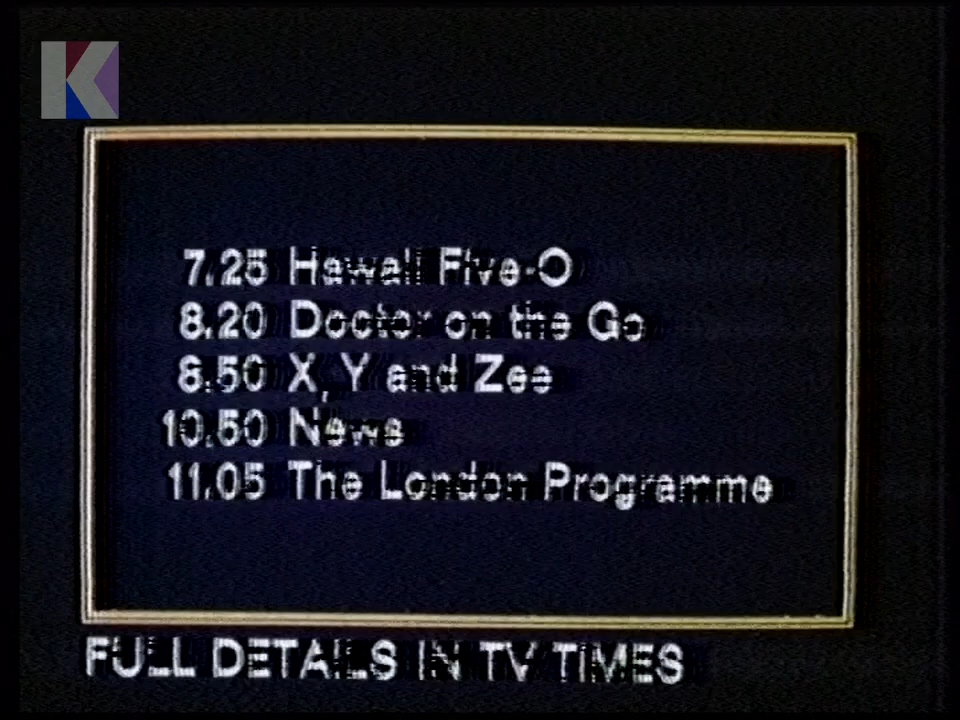 K
7.25 Hawaii Five-O
8.20 Doctor on the Go
8.50 X, Y and Zee
10.50 News
11.05 The London Programme
FULL DETAILS IN TV TIMES